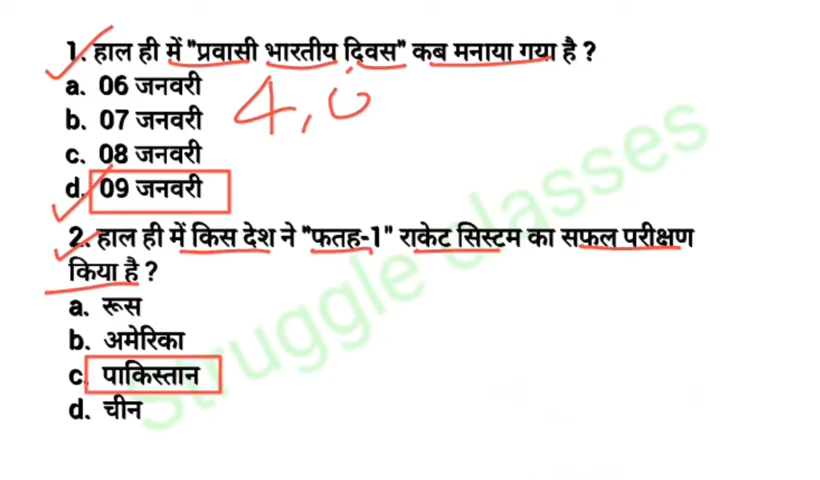 1. हाल ही में "प्रवासी भारतीय दिवस" कब मनाया गया है ?
a. 06 जनवरी
b. 07 जनवरी
4, 0
c. 08 जनवरी
d. 09 जनवरी
2. हाल ही में किस देश ने "फतह-1" राकेट सिस्टम का सफल परीक्षण
किया है ?
a. रूस
b. अमेरिका
c. पाकिस्तान
d. चीन
Struggle classes